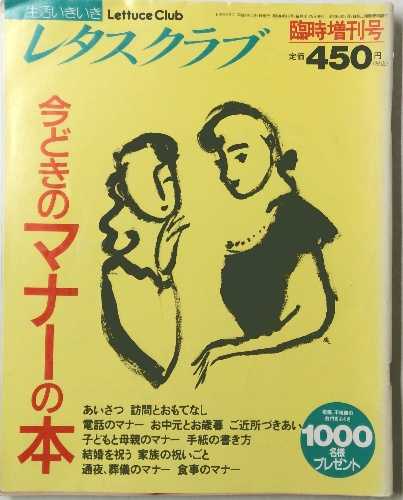 生活いきいき Lettuce Club
レタスクラブ
臨時増刊号
定価450円
今どきのマナーの本
あいさつ 訪問とおもてなし
電話のマナー お中元とお歳暮 ご近所づきあい
子どもと母親のマナー 手紙の書き方
結婚を祝う 家族の祝いごと
通夜、葬儀のマナー 食事のマナー
1000
名様
プレゼント